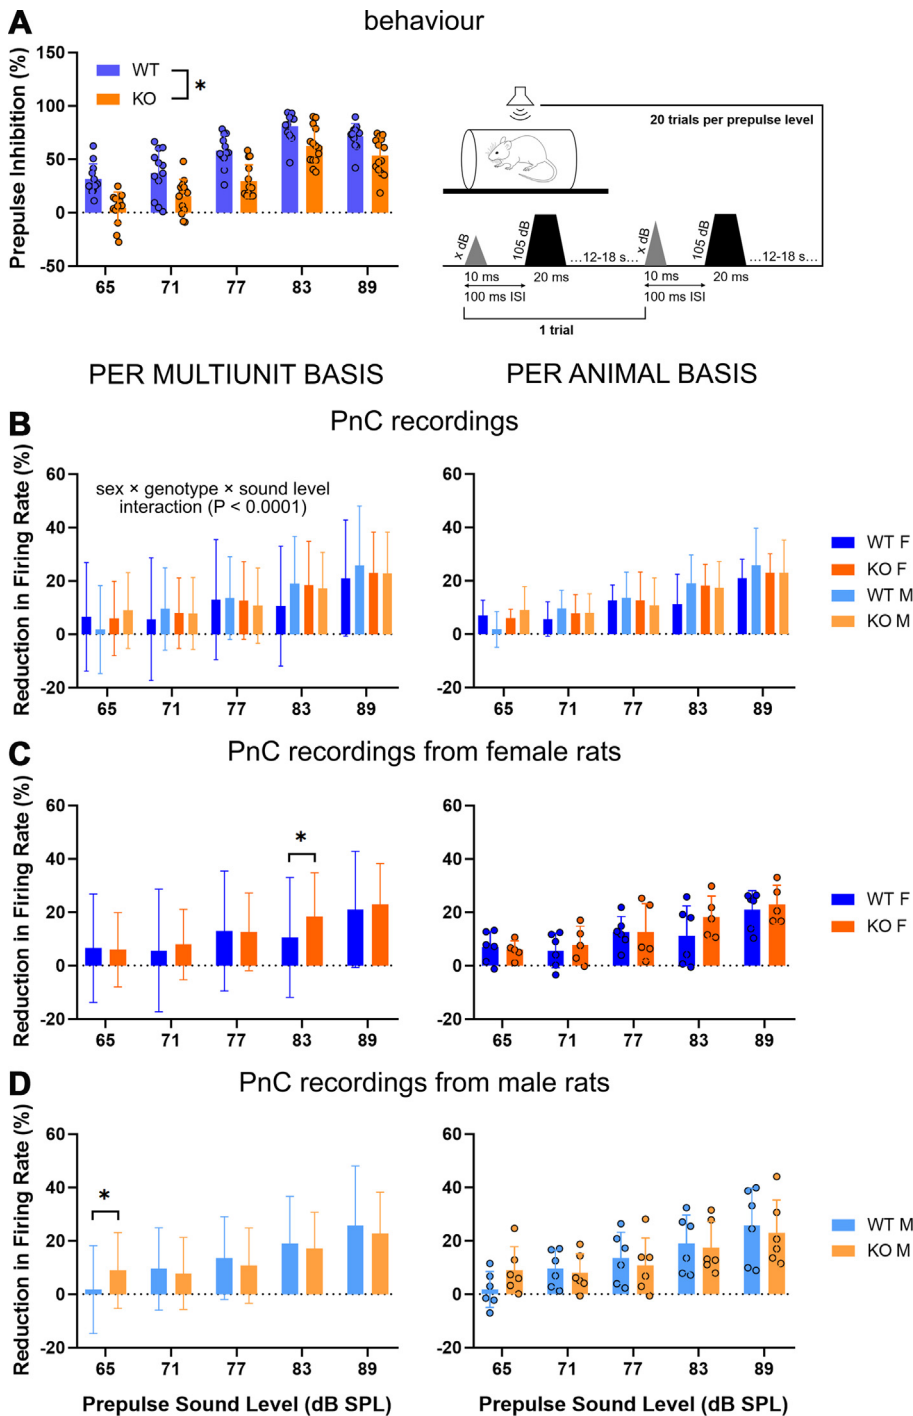 A
behaviour
Prepulse Inhibition (%)
150
100
50
0
-50
WT
KO
*
65 71 77 83 89
20 trials per prepulse level
x dB
105 dB
...12-18 s...
x dB
105 dB
...12-18 s...
10 ms
20 ms
10 ms
20 ms
100 ms ISI
100 ms ISI
1 trial
PER MULTIUNIT BASIS
PER ANIMAL BASIS
B
PnC recordings
Reduction in Firing Rate (%)
60
40
20
0
-20
sex × genotype × sound level
interaction (P < 0.0001)
65 71 77 83 89
60
40
20
0
-20
65 71 77 83 89
WT F
KO F
WT M
KO M
C
PnC recordings from female rats
Reduction in Firing Rate (%)
60
40
20
0
-20
*
65 71 77 83 89
60
40
20
0
-20
65 71 77 83 89
WT F
KO F
D
PnC recordings from male rats
Reduction in Firing Rate (%)
60
40
20
0
-20
*
65 71 77 83 89
Prepulse Sound Level (dB SPL)
60
40
20
0
-20
65 71 77 83 89
Prepulse Sound Level (dB SPL)
WT M
KO M